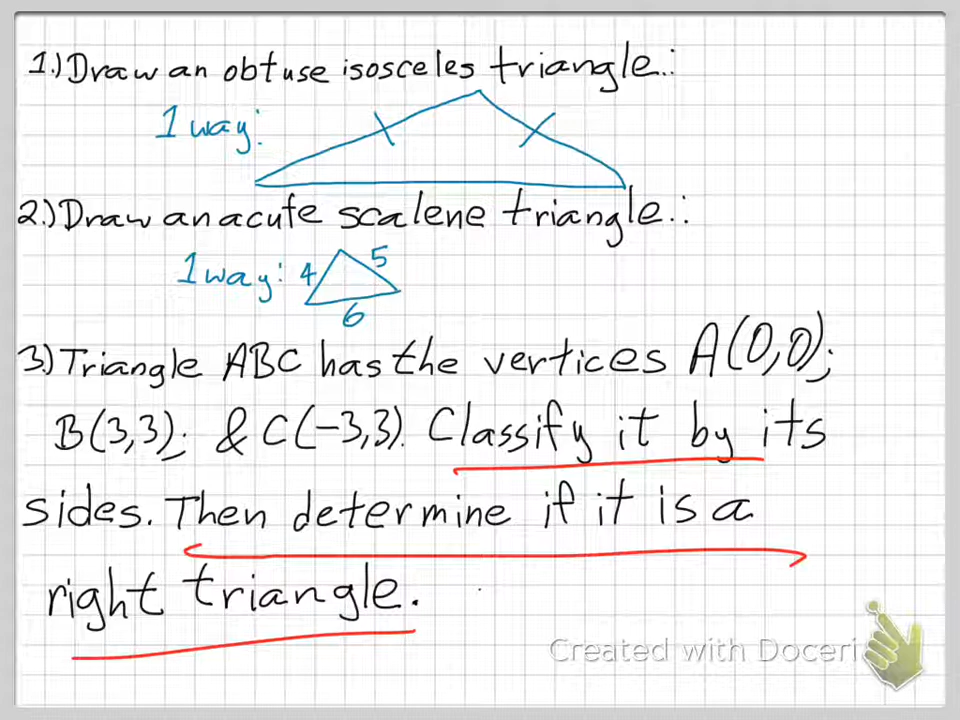 1.) Draw an obtuse isosceles triangle.:
1 way:
2.) Draw an acute scalene triangle.:
1 way: 4 5
6
3.) Triangle ABC has the vertices A(0,0);
B(3,3); & C(-3,3). Classify it by its
sides. Then determine if it is a
right triangle.
Created with Doceri